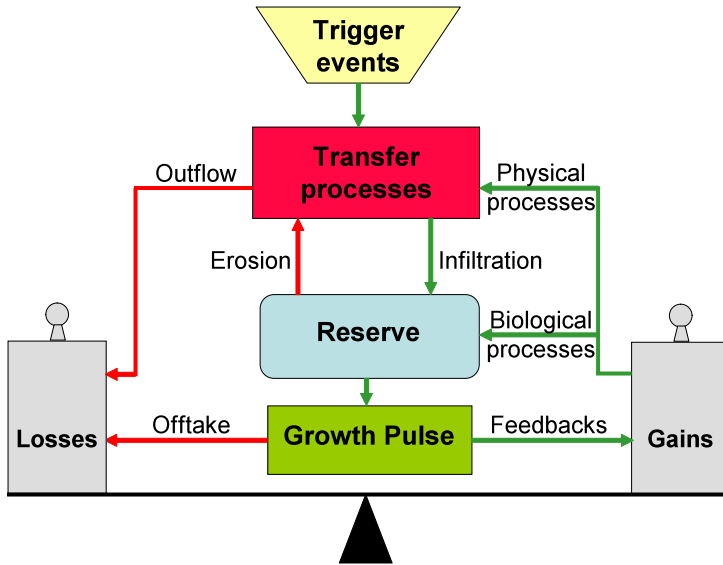 Trigger
events
Transfer
processes
Outflow
Physical
processes
Erosion
Infiltration
Reserve
Biological
processes
Losses
Offtake
Growth Pulse
Feedbacks
Gains